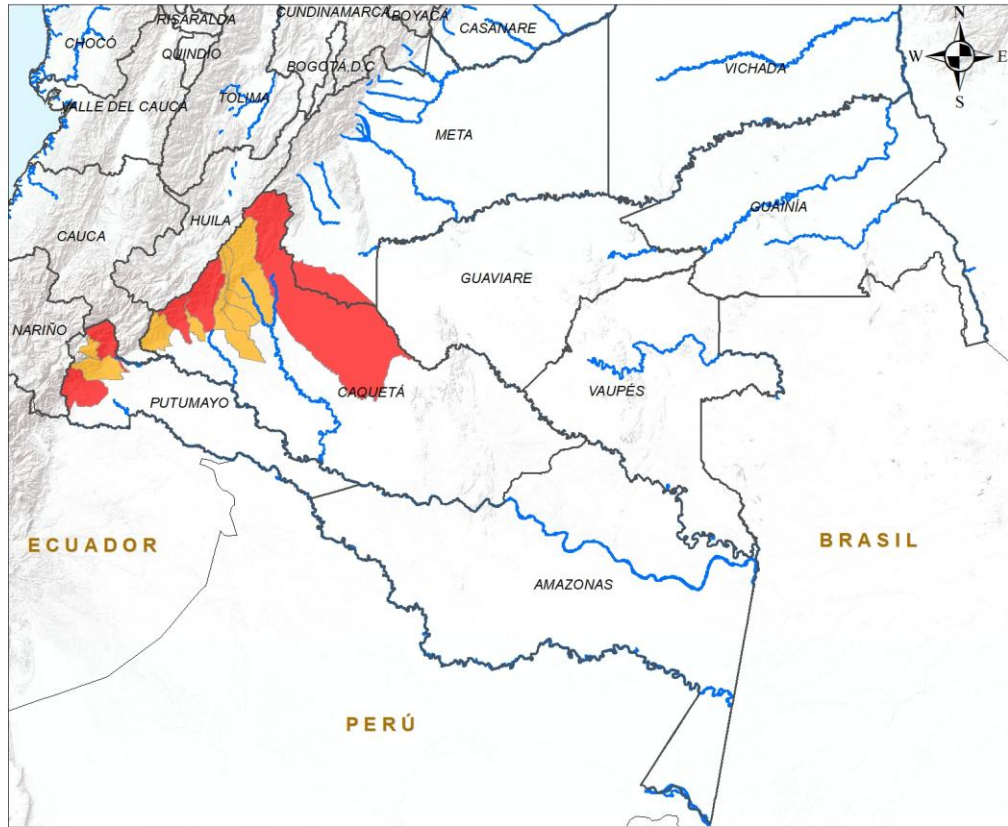 CUNDINAMARCA
BOYACÁ
RISARALDA
CASANARE
N
CHOCÓ
QUINDIO
BOGOTÁ D.C
VICHADA
W
E
S
VALLE DEL CAUCA
TOLIMA
META
HUILA
GUAINÍA
CAUCA
GUAVIARE
NARIÑO
CAQUETÁ
VAUPÉS
PUTUMAYO
ECUADOR
BRASIL
AMAZONAS
PERÚ